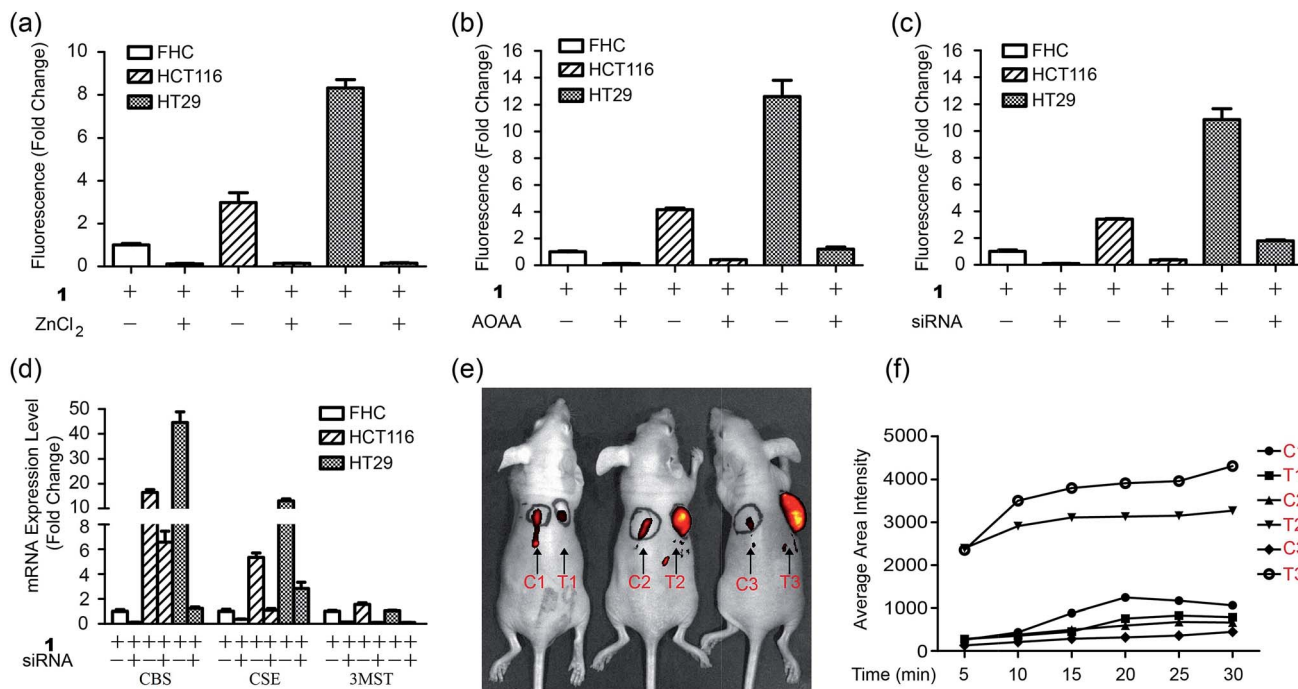 (a)
Fluorescence (Fold Change)
10
8
6
4
2
0
FHC
HCT116
HT29
1 + + + + + +
ZnCl2 − + − + − +
(b)
Fluorescence (Fold Change)
16
14
12
10
8
6
4
2
0
FHC
HCT116
HT29
1 + + + + + +
AOAA − + − + − +
(c)
Fluorescence (Fold Change)
16
14
12
10
8
6
4
2
0
FHC
HCT116
HT29
1 + + + + + +
siRNA − + − + − +
(d)
mRNA Expression Level
(Fold Change)
50
40
30
20
10
8
6
4
2
0
FHC
HCT116
HT29
1 ++++++ ++++++ ++++++
siRNA −+−+−+ −+−+−+ −+−+−+
CBS CSE 3MST
(e)
C1 T1 C2 T2 C3 T3
(f)
Average Area Intensity
5000
4000
3000
2000
1000
0
T1
C2
T2
Time (min) 5 10 15 20 25 30